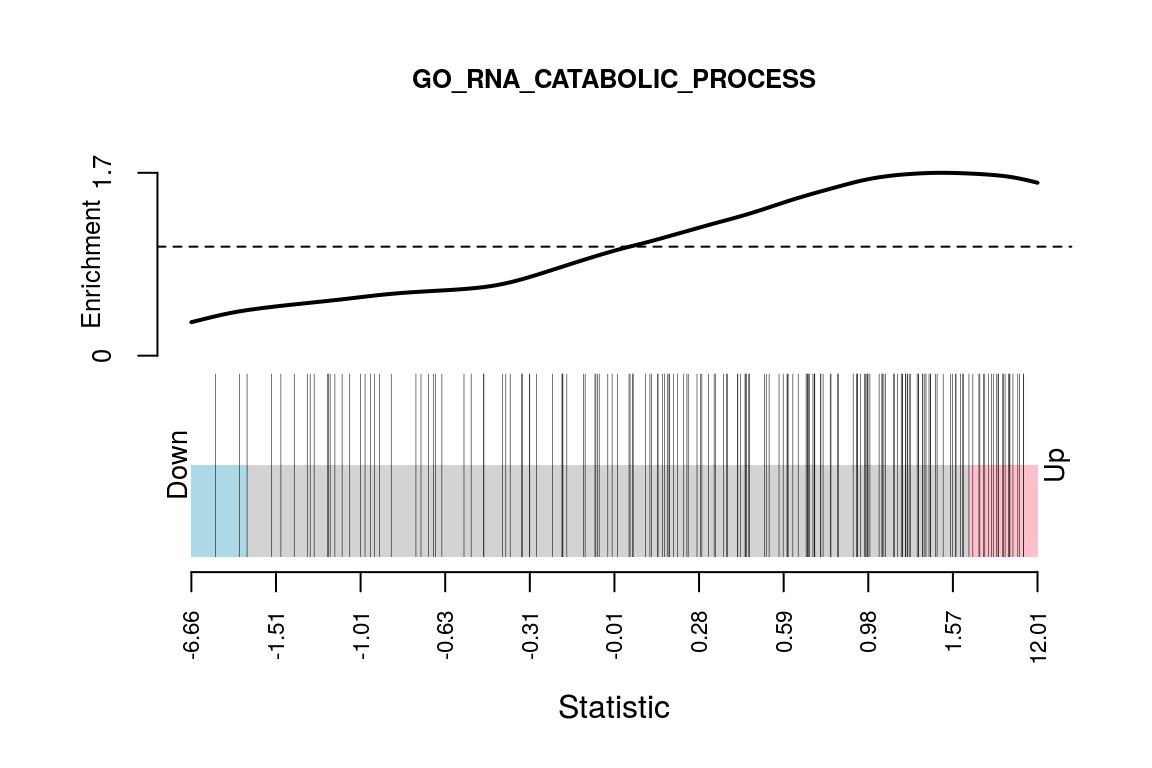 GO_RNA_CATABOLIC_PROCESS
1.7
Enrichment
0
Down
Up
-6.66 -1.51 -1.01 -0.63 -0.31 -0.01 0.28 0.59 0.98 1.57 12.01
Statistic